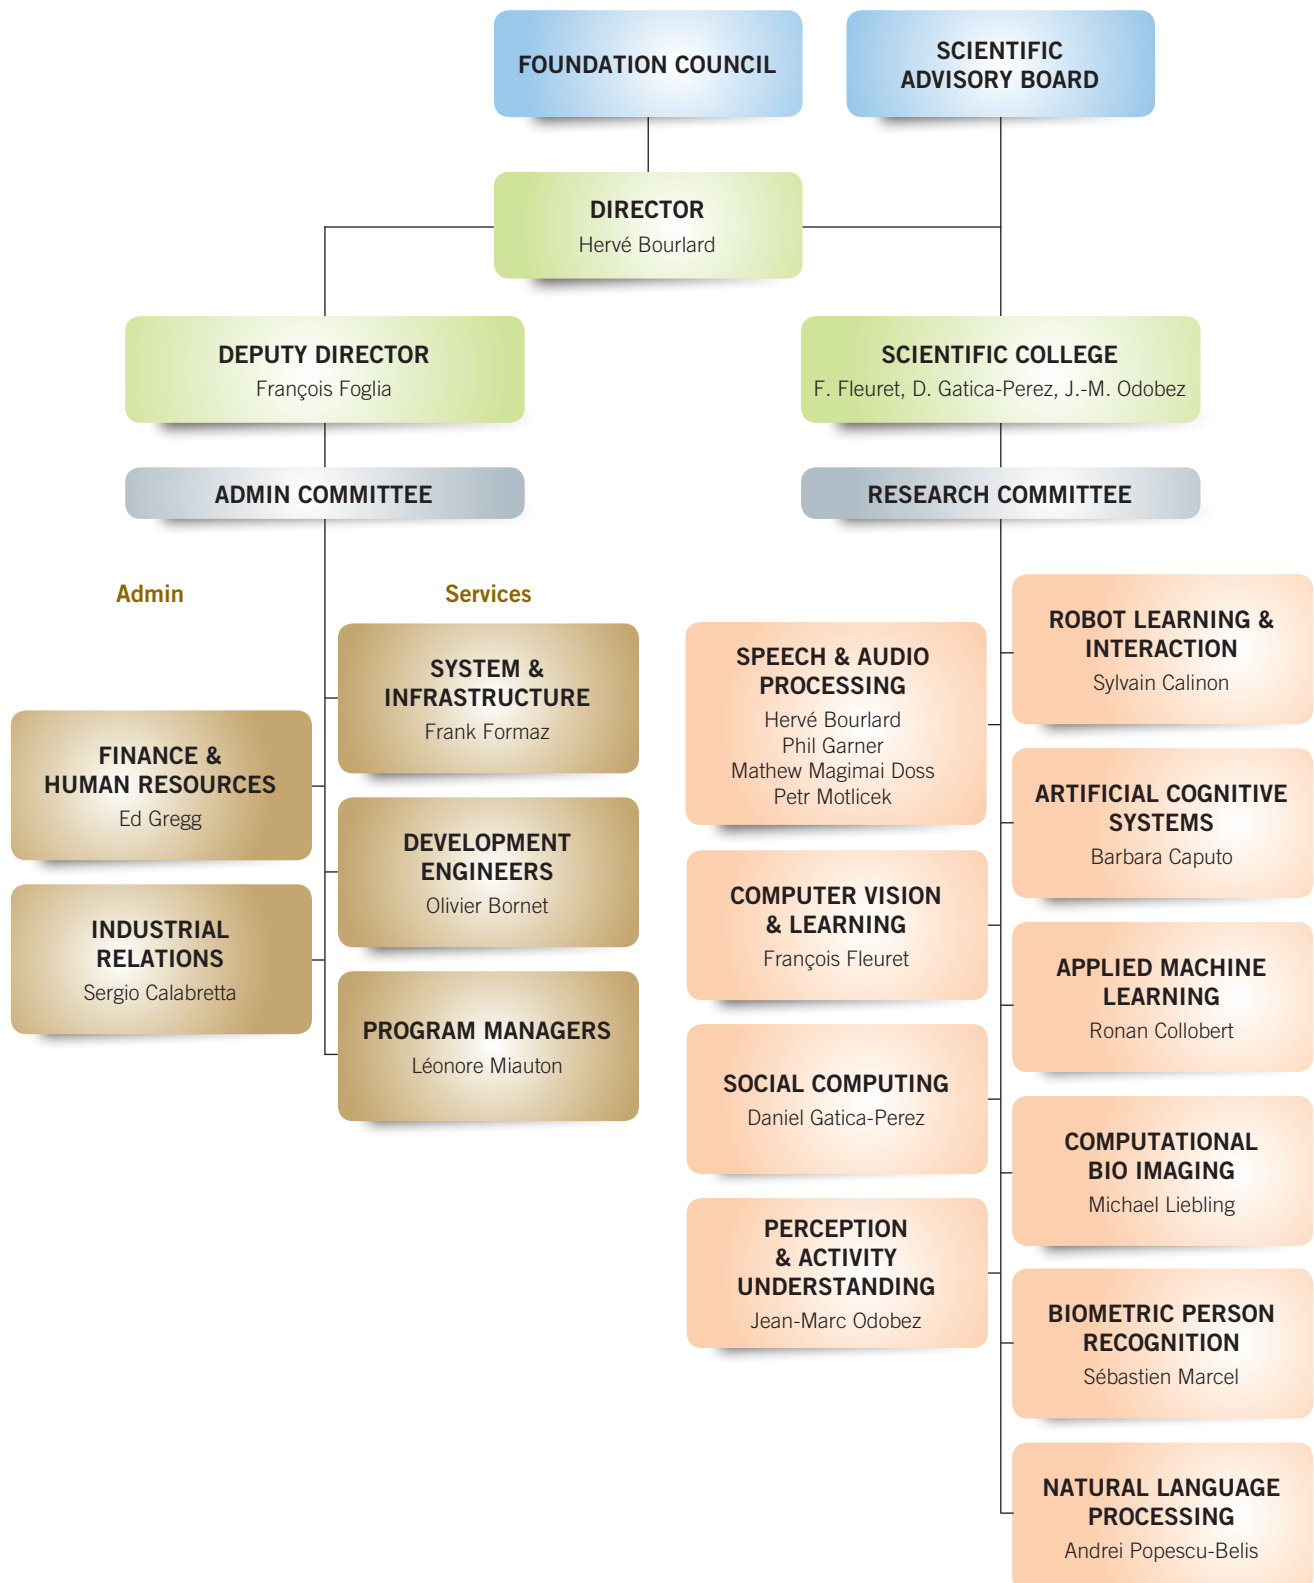 FOUNDATION COUNCIL
SCIENTIFIC
ADVISORY BOARD
DIRECTOR
Hervé Bourlard
DEPUTY DIRECTOR
François Foglia
SCIENTIFIC COLLEGE
F. Fleuret, D. Gatica-Perez, J.-M. Odobez
ADMIN COMMITTEE
RESEARCH COMMITTEE
Admin
Services
FINANCE &
HUMAN RESOURCES
Ed Gregg
INDUSTRIAL
RELATIONS
Sergio Calabretta
SYSTEM &
INFRASTRUCTURE
Frank Formaz
DEVELOPMENT
ENGINEERS
Olivier Bornet
PROGRAM MANAGERS
Léonore Miauton
SPEECH & AUDIO
PROCESSING
Hervé Bourlard
Phil Garner
Mathew Magimai Doss
Petr Motlicek
COMPUTER VISION
& LEARNING
François Fleuret
SOCIAL COMPUTING
Daniel Gatica-Perez
PERCEPTION
& ACTIVITY
UNDERSTANDING
Jean-Marc Odobez
ROBOT LEARNING &
INTERACTION
Sylvain Calinon
ARTIFICIAL COGNITIVE
SYSTEMS
Barbara Caputo
APPLIED MACHINE
LEARNING
Ronan Collobert
COMPUTATIONAL
BIO IMAGING
Michael Liebling
BIOMETRIC PERSON
RECOGNITION
Sébastien Marcel
NATURAL LANGUAGE
PROCESSING
Andrei Popescu-Belis